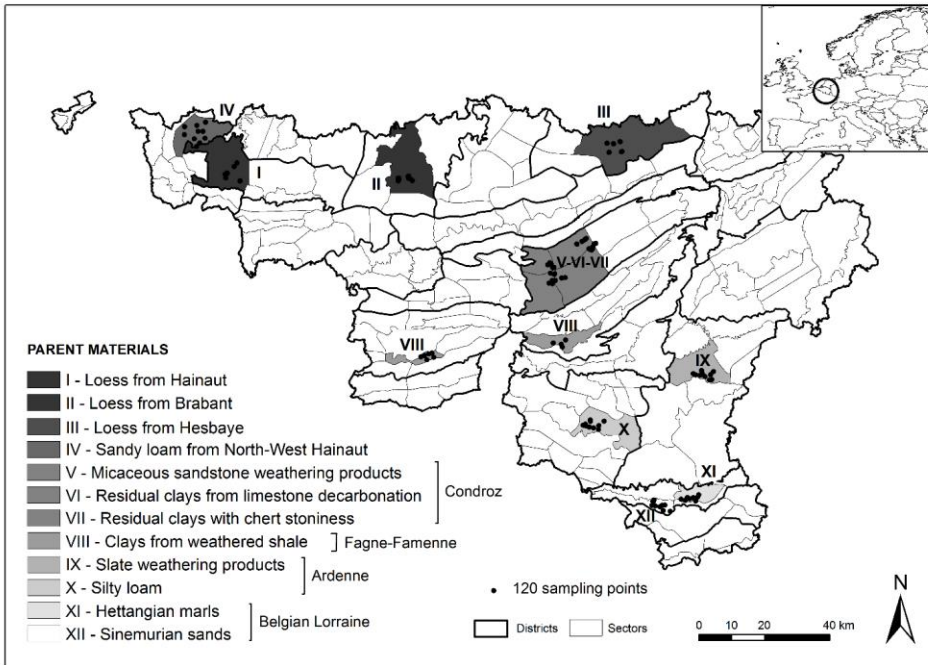 IV
III
I
II
V-VI-VII
VIII
VIII
IX
X
XI
XII
PARENT MATERIALS
I - Loess from Hainaut
II - Loess from Brabant
III - Loess from Hesbaye
IV - Sandy loam from North-West Hainaut
V - Micaceous sandstone weathering products
VI - Residual clays from limestone decarbonation
VII - Residual clays with chert stoniness
Condroz
VIII - Clays from weathered shale
Fagne-Famenne
IX - Slate weathering products
X - Silty loam
Ardenne
XI - Hettangian marls
XII - Sinemurian sands
Belgian Lorraine
120 sampling points
Districts
Sectors
N
0 10 20 40 km